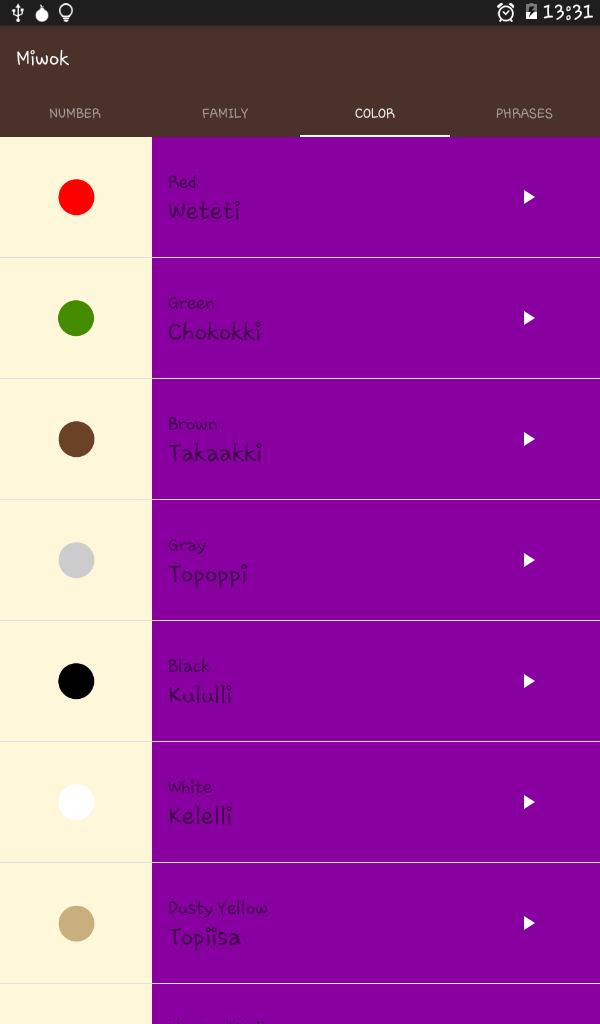 13:31
Miwok
NUMBER FAMILY COLOR PHRASES
Red
Weteti
Green
Chokokki
Brown
Takaakki
Gray
Topoppi
Black
Kululli
White
Kelelli
Dusty Yellow
Topiisa